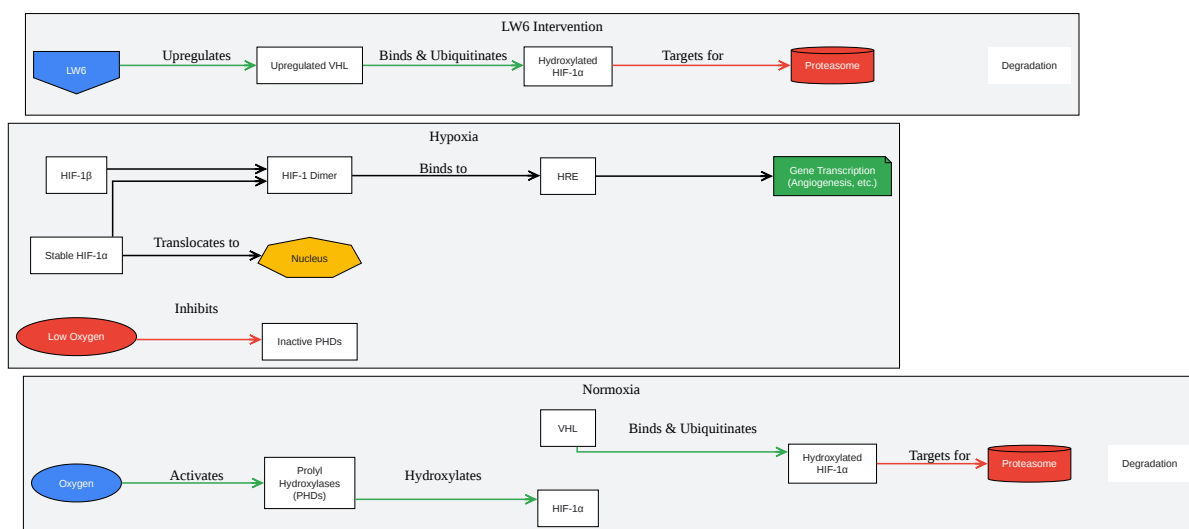 LW6 Intervention
LW6
Upregulates
Upregulated VHL
Binds & Ubiquitinates
Hydroxylated
HIF-1α
Targets for
Proteasome
Degradation
Hypoxia
HIF-1β
HIF-1 Dimer
Binds to
HRE
Gene Transcription
(Angiogenesis, etc.)
Stable HIF-1α
Translocates to
Nucleus
Inhibits
Low Oxygen
Inactive PHDs
Normoxia
VHL
Binds & Ubiquitinates
Hydroxylated
HIF-1α
Targets for
Proteasome
Degradation
Oxygen
Activates
Prolyl
Hydroxylases
(PHDs)
Hydroxylates
HIF-1α